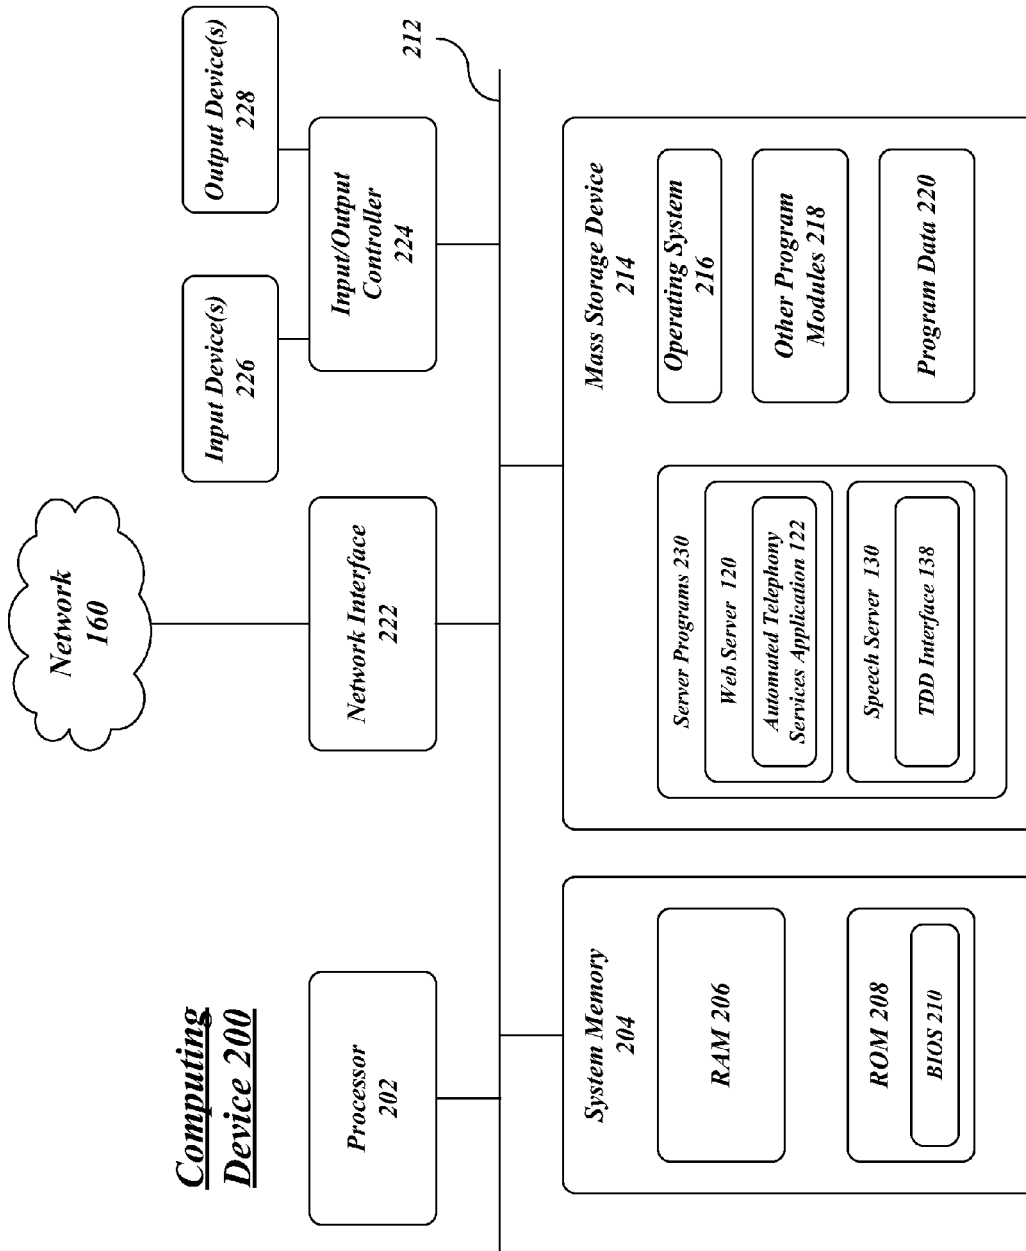 Computing
Device 200
Network
160
Processor
202
Network Interface
222
Input Device(s)
226
Output Device(s)
228
Input/Output
Controller
224
212
System Memory
204
RAM 206
ROM 208
BIOS 210
Mass Storage Device
214
Server Programs 230
Web Server 120
Automated Telephony
Services Application 122
Speech Server 130
TDD Interface 138
Operating System
216
Other Program
Modules 218
Program Data 220